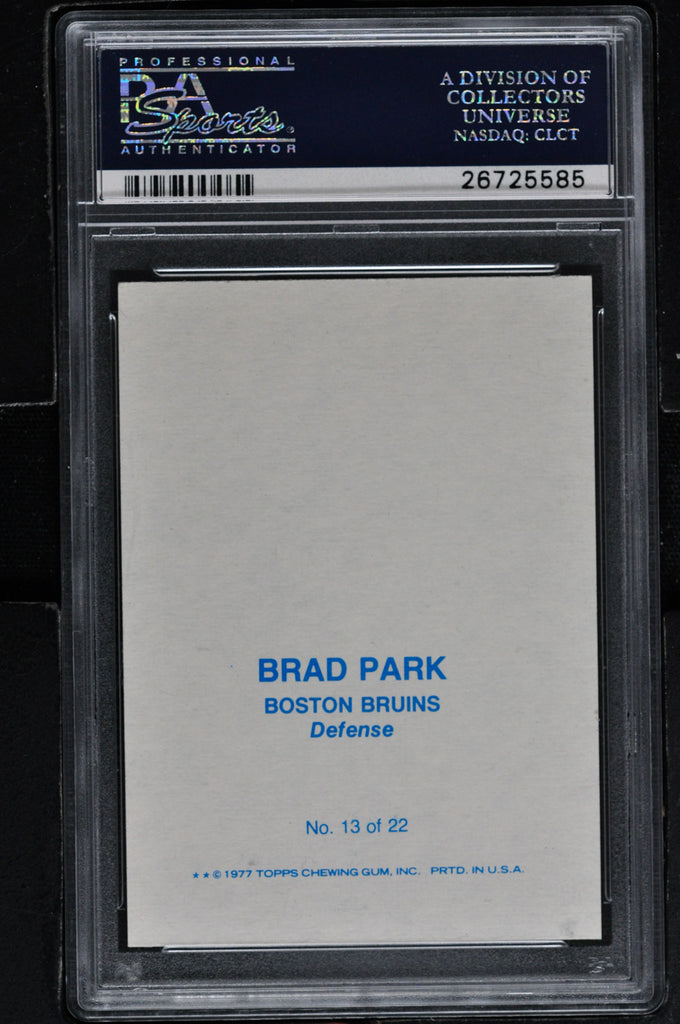 PROFESSIONAL
PSA
Sports
AUTHENTICATOR
A DIVISION OF
COLLECTORS
UNIVERSE
NASDAQ: CLCT
26725585
BRAD PARK
BOSTON BRUINS
Defense
No. 13 of 22
★ ★ © 1977 TOPPS CHEWING GUM, INC. PRTD. IN U.S.A.